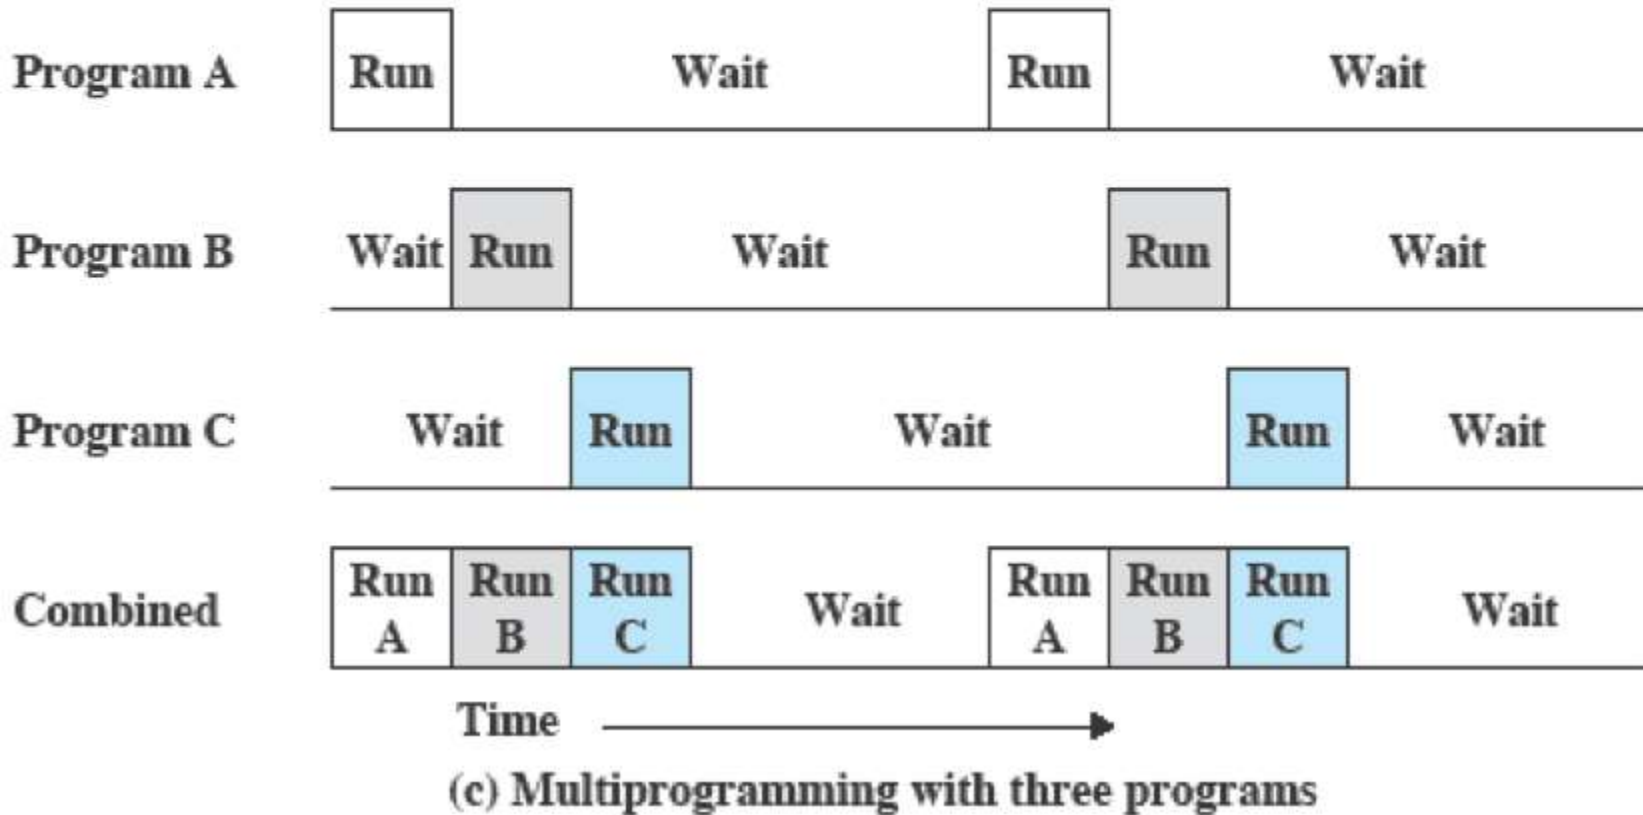 Program A Run Wait Run Wait
Program B Wait Run Wait Run Wait
Program C Wait Run Wait Run Wait
Combined Run A Run B Run C Wait Run A Run B Run C Wait
Time
(c) Multiprogramming with three programs